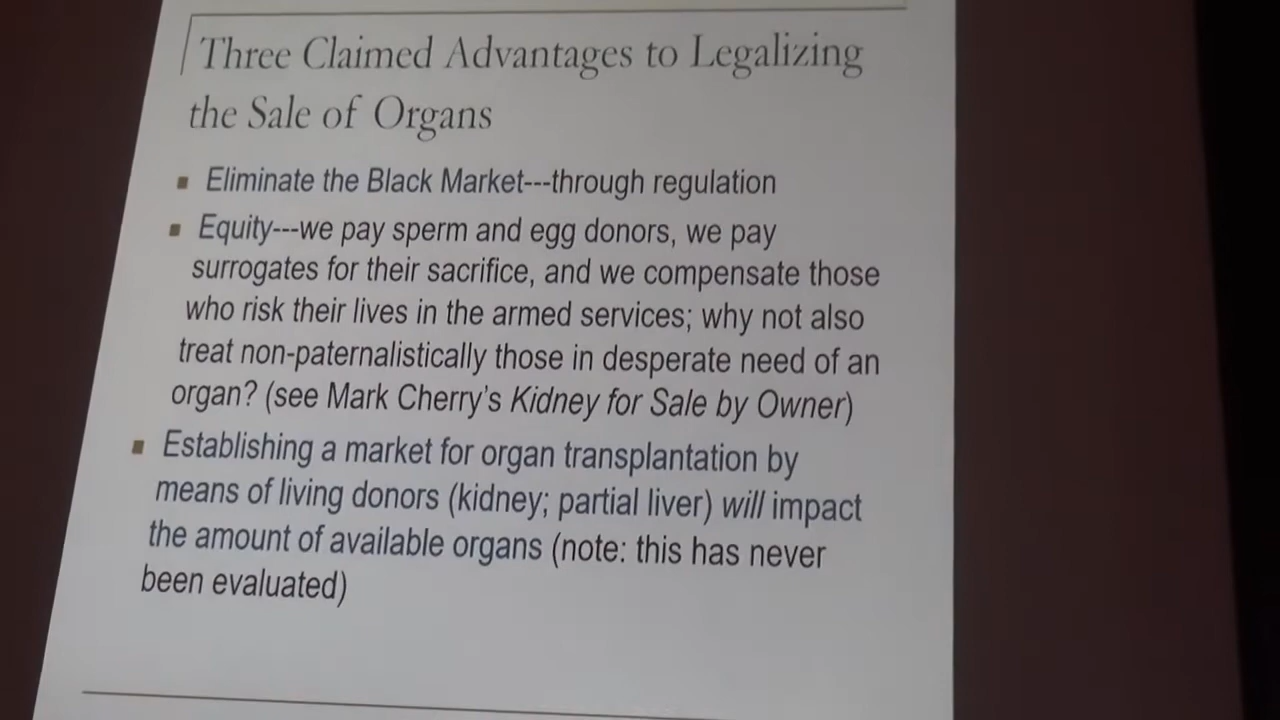 Three Claimed Advantages to Legalizing
the Sale of Organs
▪ Eliminate the Black Market---through regulation
▪ Equity---we pay sperm and egg donors, we pay
surrogates for their sacrifice, and we compensate those
who risk their lives in the armed services; why not also
treat non-paternalistically those in desperate need of an
organ? (see Mark Cherry's Kidney for Sale by Owner)
▪ Establishing a market for organ transplantation by
means of living donors (kidney; partial liver) will impact
the amount of available organs (note: this has never
been evaluated)